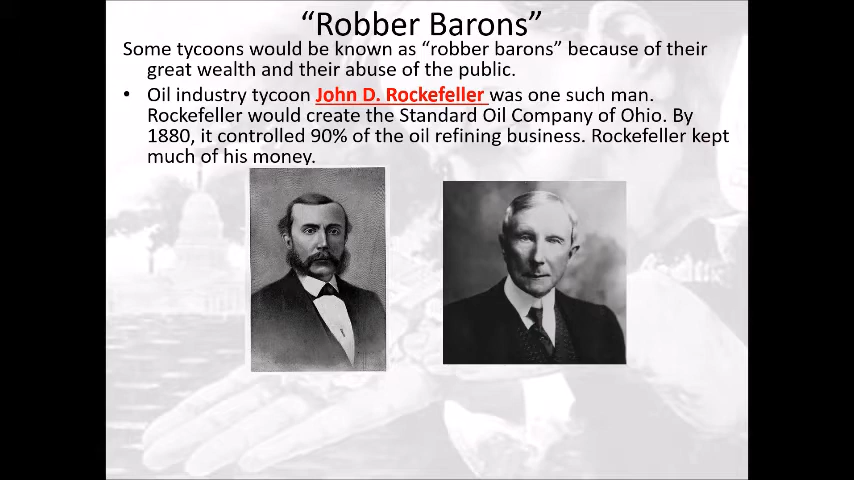 “Robber Barons”
Some tycoons would be known as “robber barons” because of their
great wealth and their abuse of the public.
• Oil industry tycoon John D. Rockefeller was one such man.
Rockefeller would create the Standard Oil Company of Ohio. By
1880, it controlled 90% of the oil refining business. Rockefeller kept
much of his money.